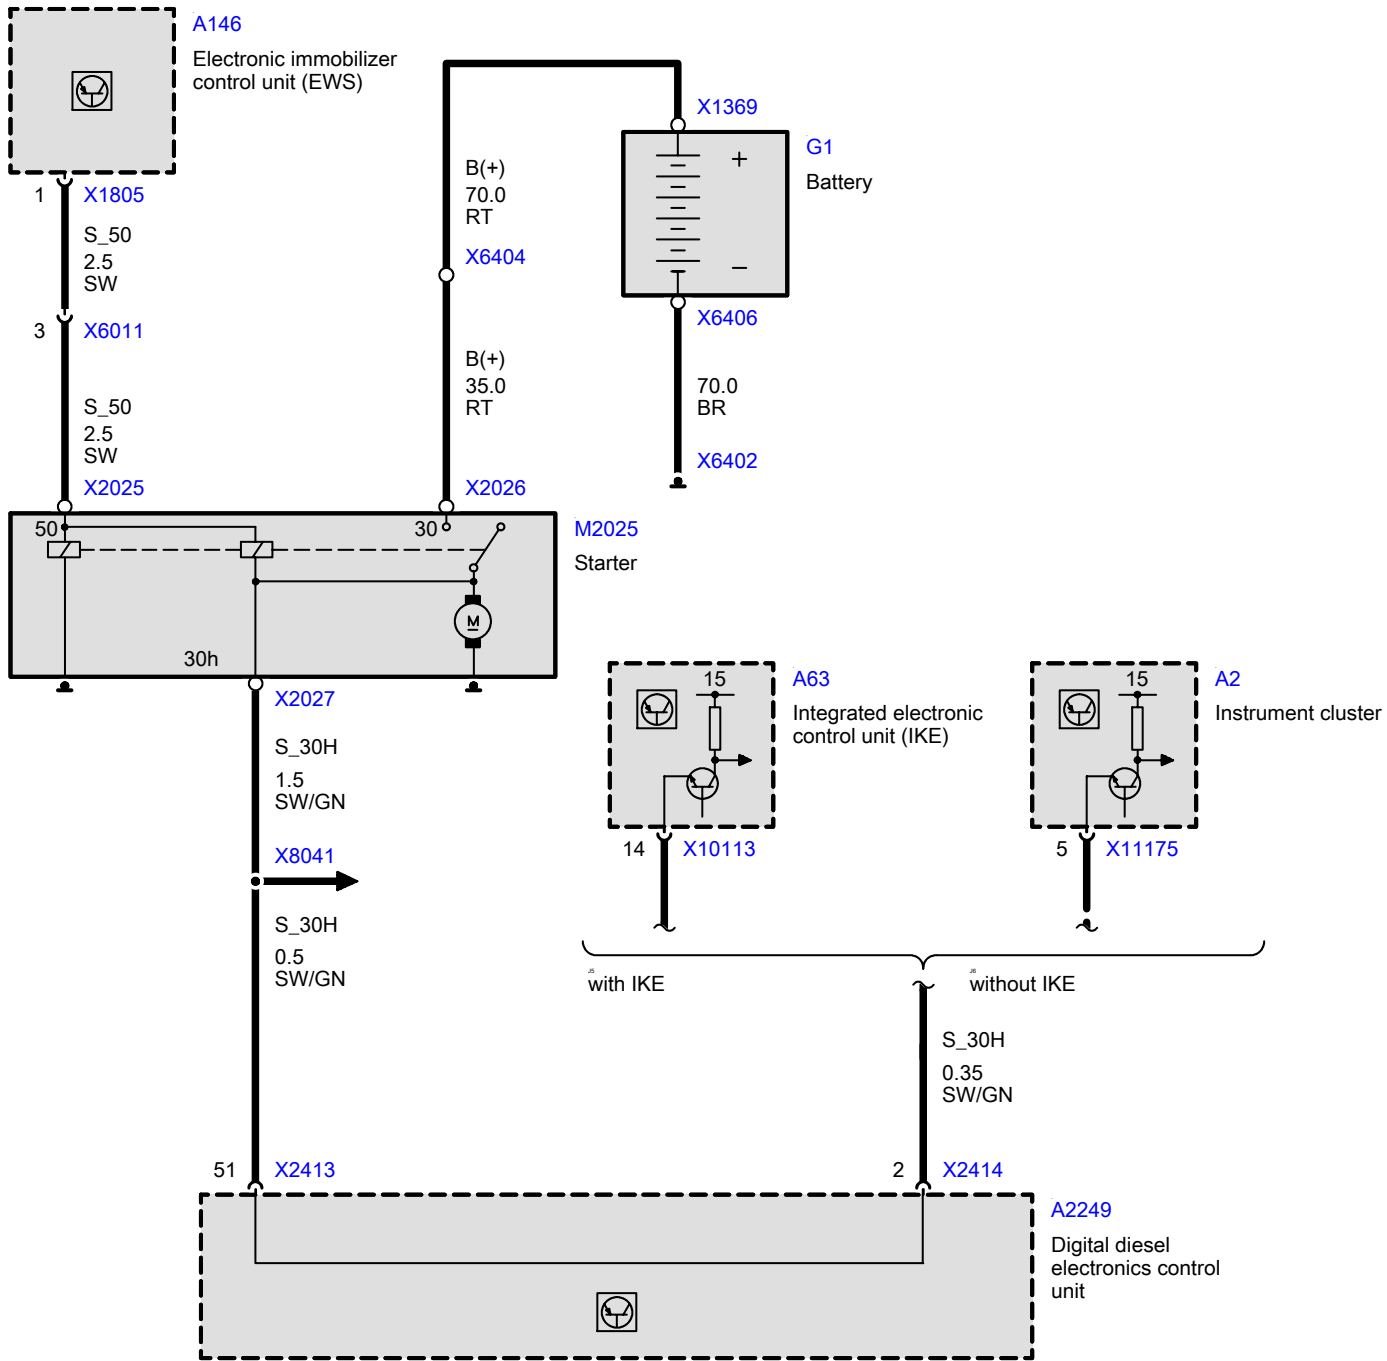 A146
Electronic immobilizer
control unit (EWS)
1 X1805
S_50
2.5
SW
3 X6011
S_50
2.5
SW
X2025
X1369
G1
Battery
+
−
B(+)
70.0
RT
X6404
B(+)
35.0
RT
X2026
X6406
70.0
BR
X6402
50
30
M
30h
M2025
Starter
X2027
S_30H
1.5
SW/GN
X8041
S_30H
0.5
SW/GN
15
A63
Integrated electronic
control unit (IKE)
14 X10113
15
A2
Instrument cluster
5 X11175
J5
with IKE
J6
without IKE
S_30H
0.35
SW/GN
51 X2413
2 X2414
A2249
Digital diesel
electronics control
unit